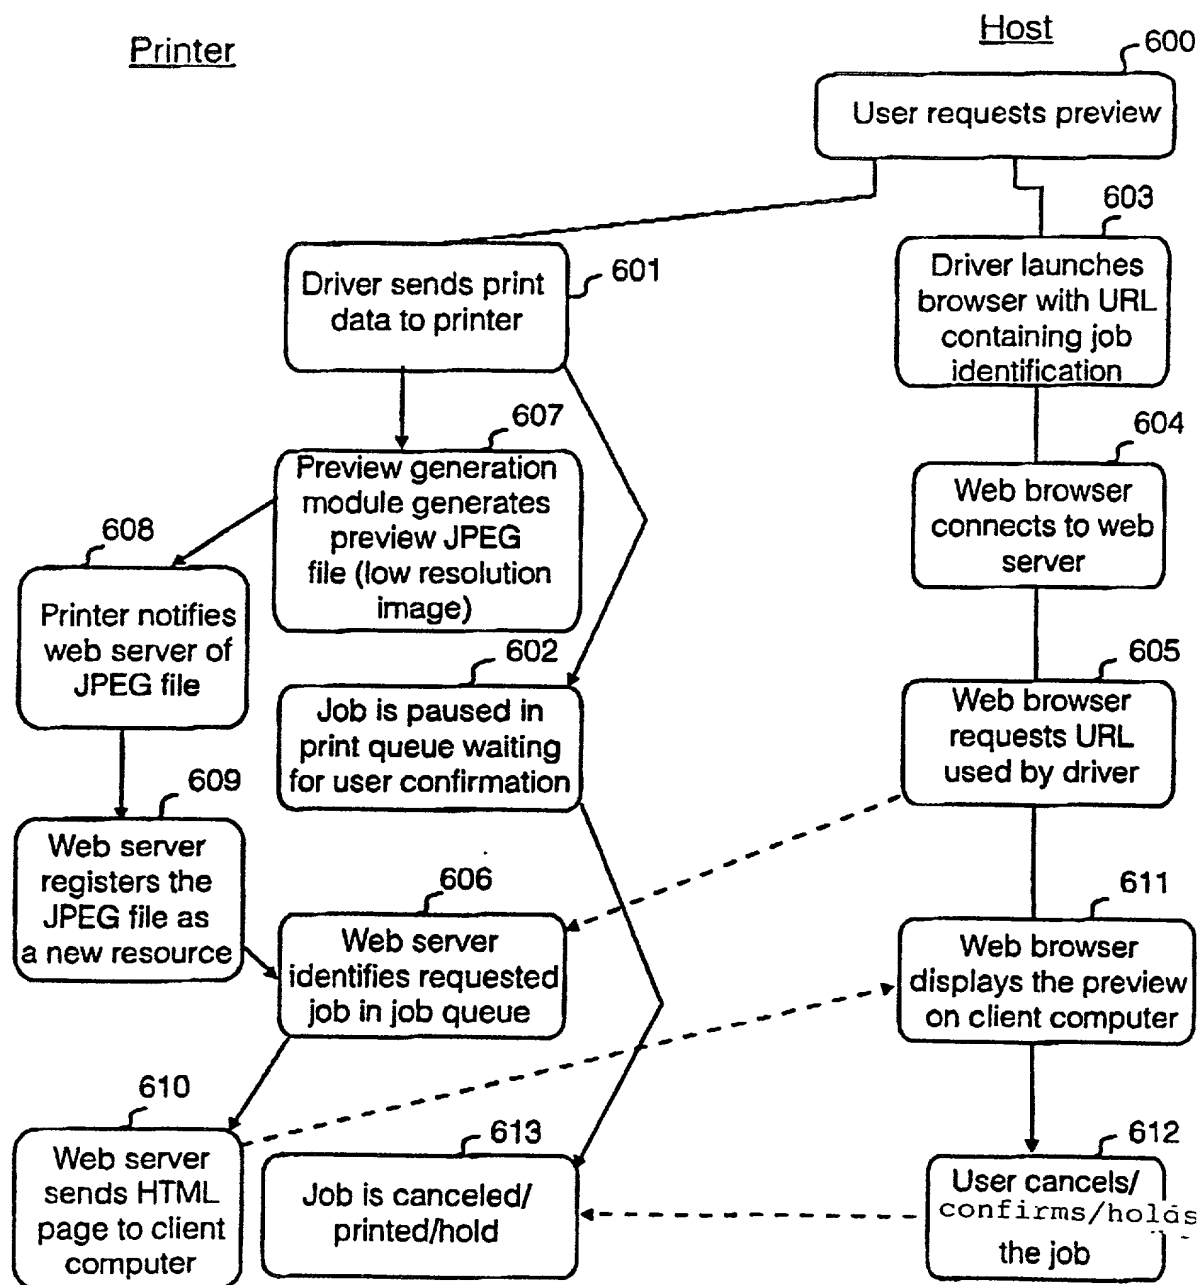 Printer
Host
600
User requests preview
603
Driver launches
browser with URL
containing job
identification
601
Driver sends print
data to printer
607
Preview generation
module generates
preview JPEG
file (low resolution
image)
604
Web browser
connects to web
server
608
Printer notifies
web server of
JPEG file
602
Job is paused in
print queue waiting
for user confirmation
605
Web browser
requests URL
used by driver
609
Web server
registers the
JPEG file as
a new resource
606
Web server
identifies requested
job in job queue
611
Web browser
displays the preview
on client computer
610
Web server
sends HTML
page to client
computer
613
Job is canceled/
printed/hold
612
User cancels/
confirms/holds
the job